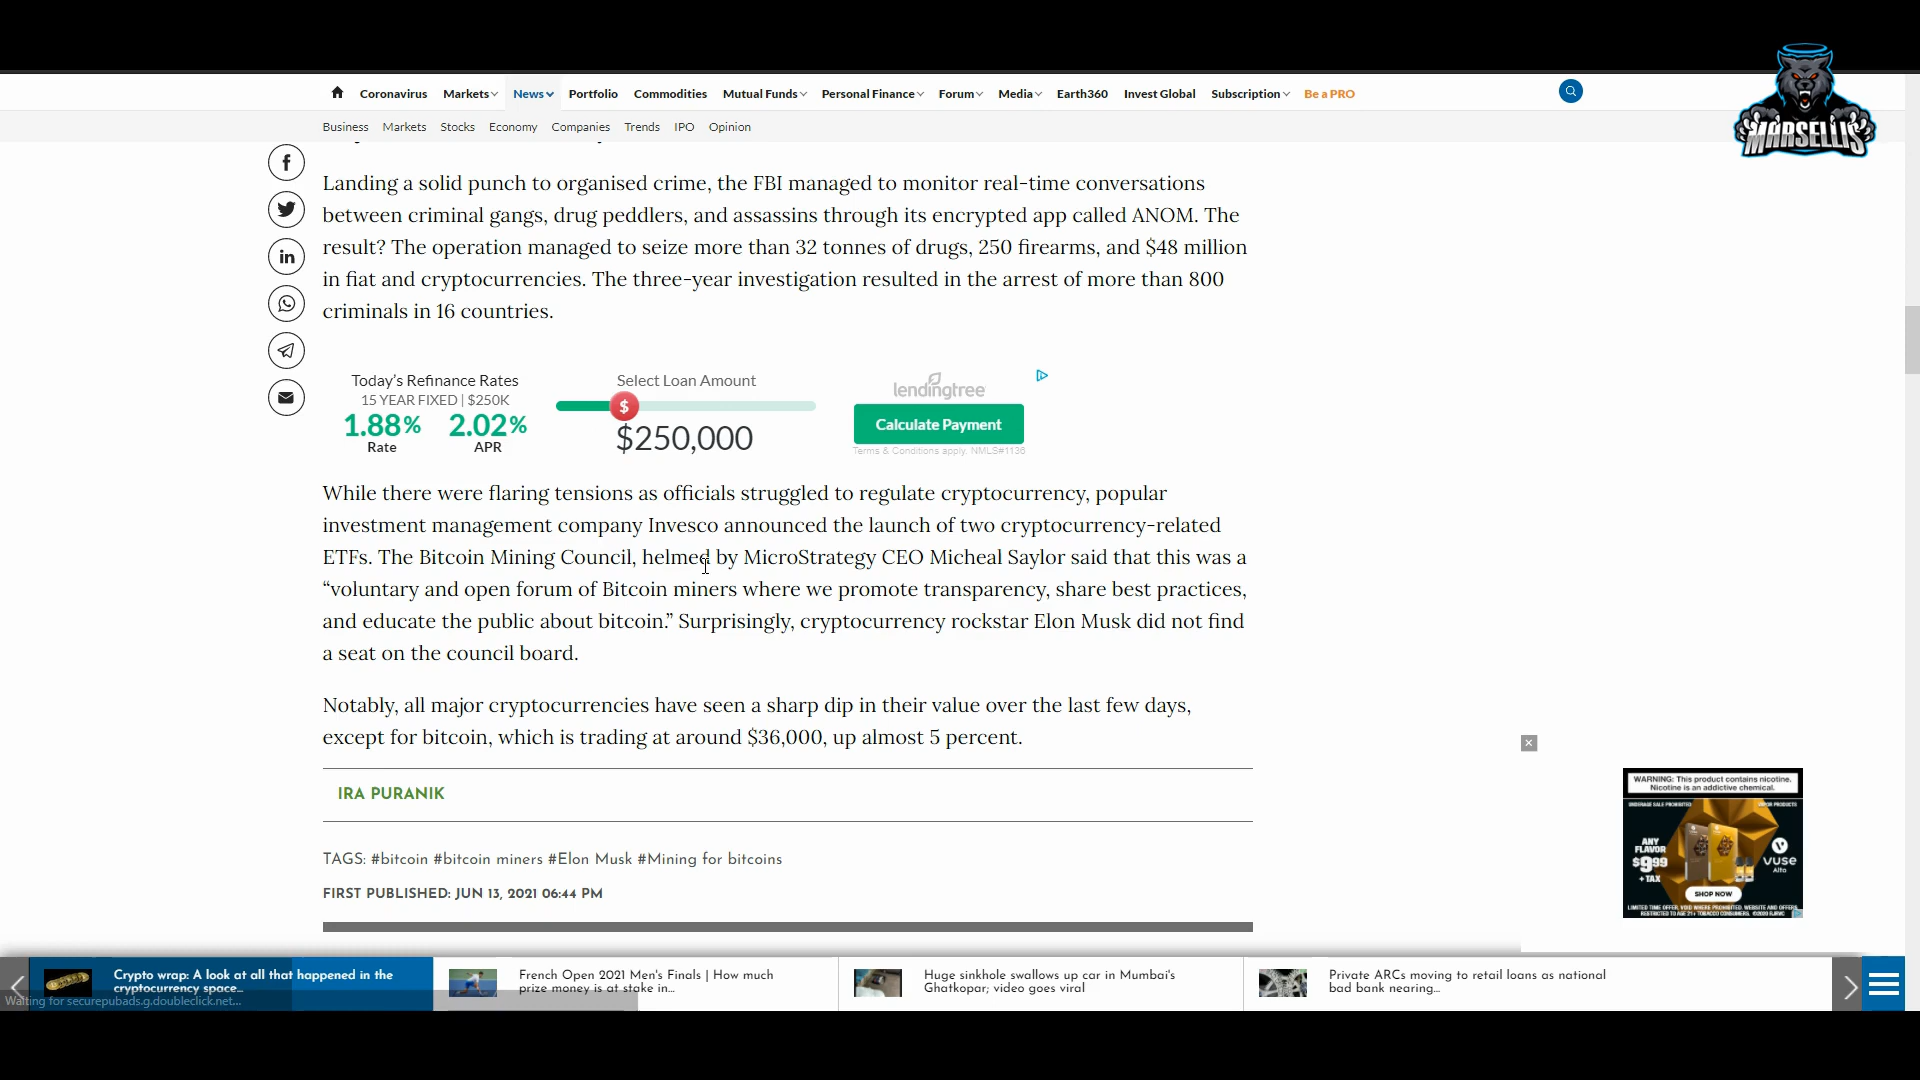 Coronavirus Markets News Portfolio Commodities Mutual Funds Personal Finance Forum Media Earth360 Invest Global Subscription Be a PRO
Business Markets Stocks Economy Companies Trends IPO Opinion
MARSELLIS
Landing a solid punch to organised crime, the FBI managed to monitor real-time conversations
between criminal gangs, drug peddlers, and assassins through its encrypted app called ANOM. The
result? The operation managed to seize more than 32 tonnes of drugs, 250 firearms, and $48 million
in fiat and cryptocurrencies. The three-year investigation resulted in the arrest of more than 800
criminals in 16 countries.
Today's Refinance Rates
15 YEAR FIXED | $250K
1.88% 2.02%
Rate APR
Select Loan Amount
$
$250,000
lendingtree
Calculate Payment
Terms & Conditions apply. NMLS#1136
While there were flaring tensions as officials struggled to regulate cryptocurrency, popular
investment management company Invesco announced the launch of two cryptocurrency-related
ETFs. The Bitcoin Mining Council, helmed by MicroStrategy CEO Micheal Saylor said that this was a
“voluntary and open forum of Bitcoin miners where we promote transparency, share best practices,
and educate the public about bitcoin.” Surprisingly, cryptocurrency rockstar Elon Musk did not find
a seat on the council board.
Notably, all major cryptocurrencies have seen a sharp dip in their value over the last few days,
except for bitcoin, which is trading at around $36,000, up almost 5 percent.
IRA PURANIK
TAGS: #bitcoin #bitcoin miners #Elon Musk #Mining for bitcoins
FIRST PUBLISHED: JUN 13, 2021 06:44 PM
WARNING: This product contains nicotine.
Nicotine is an addictive chemical.
UNDERAGE SALE PROHIBITED VAPOR PRODUCTS
ANY
FLAVOR
$9.99
+ TAX
VUSE
Alto
SHOP NOW
LIMITED TIME OFFER, VOID WHERE PROHIBITED. WEBSITE AND OFFERS
RESTRICTED TO AGE 21+ TOBACCO CONSUMERS.
Crypto wrap: A look at all that happened in the
cryptocurrency space...
French Open 2021 Men's Finals | How much
prize money is at stake in...
Huge sinkhole swallows up car in Mumbai's
Ghatkopar; video goes viral
Private ARCs moving to retail loans as national
bad bank nearing...
Waiting for securepubads.g.doubleclick.net...